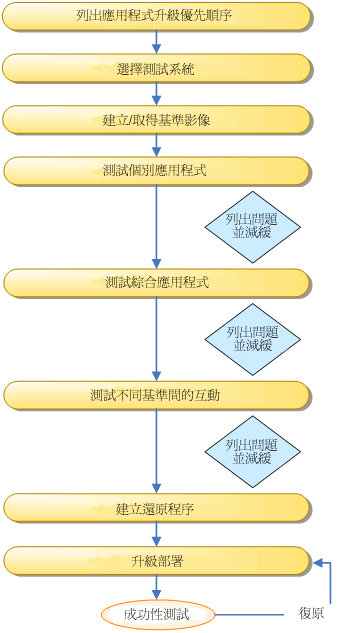 列出應用程式升級優先順序
選擇測試系統
建立/取得基準影像
測試個別應用程式
列出問題
並減緩
測試綜合應用程式
列出問題
並減緩
測試不同基準間的互動
列出問題
並減緩
建立還原程序
升級部署
成功性測試
復原